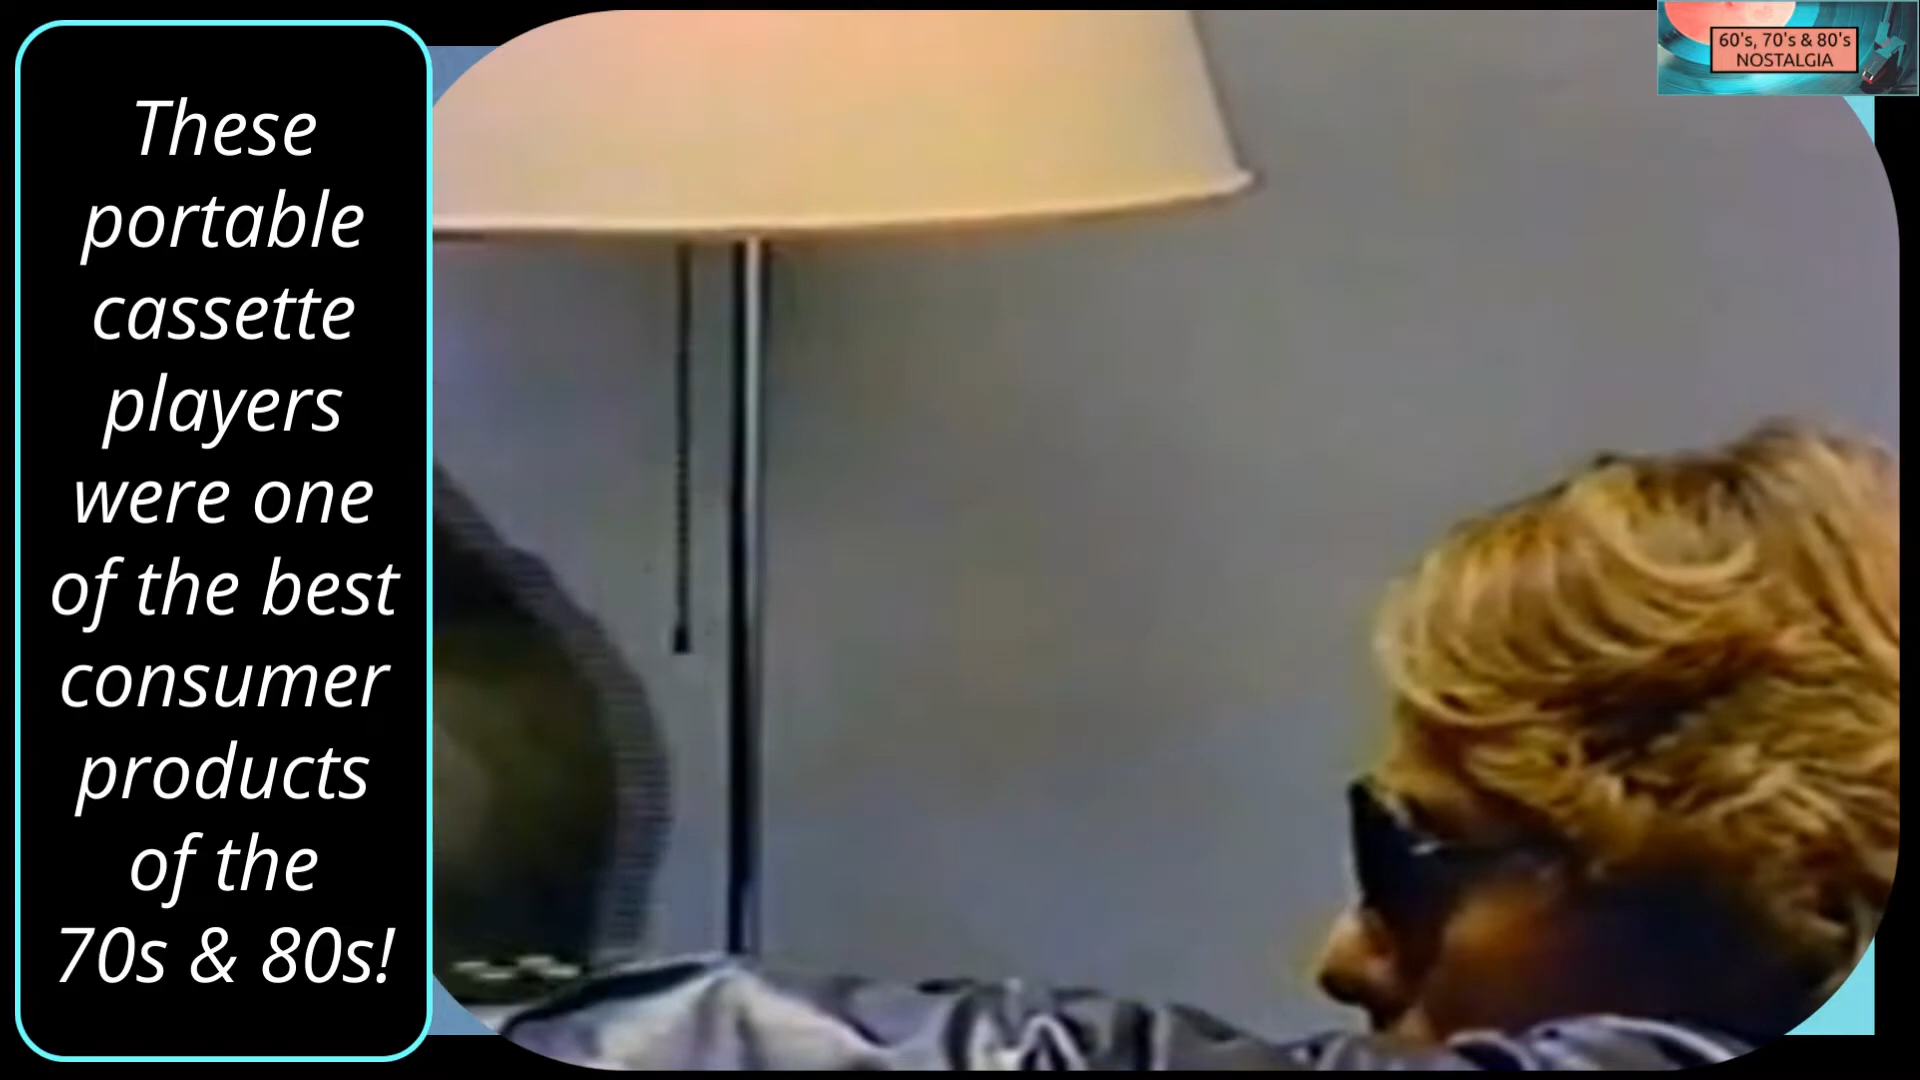 These
portable
cassette
players
were one
of the best
consumer
products
of the
70s & 80s!
60's, 70's & 80's
NOSTALGIA